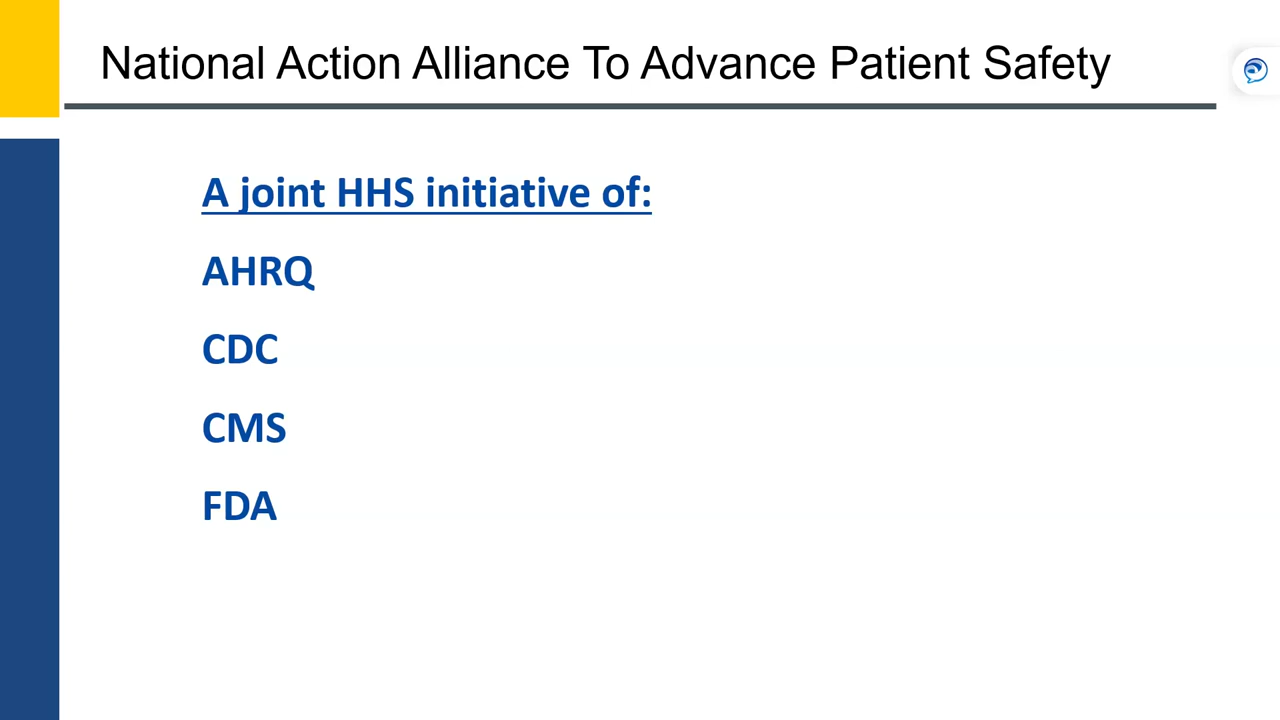 National Action Alliance To Advance Patient Safety
A joint HHS initiative of:
AHRQ
CDC
CMS
FDA